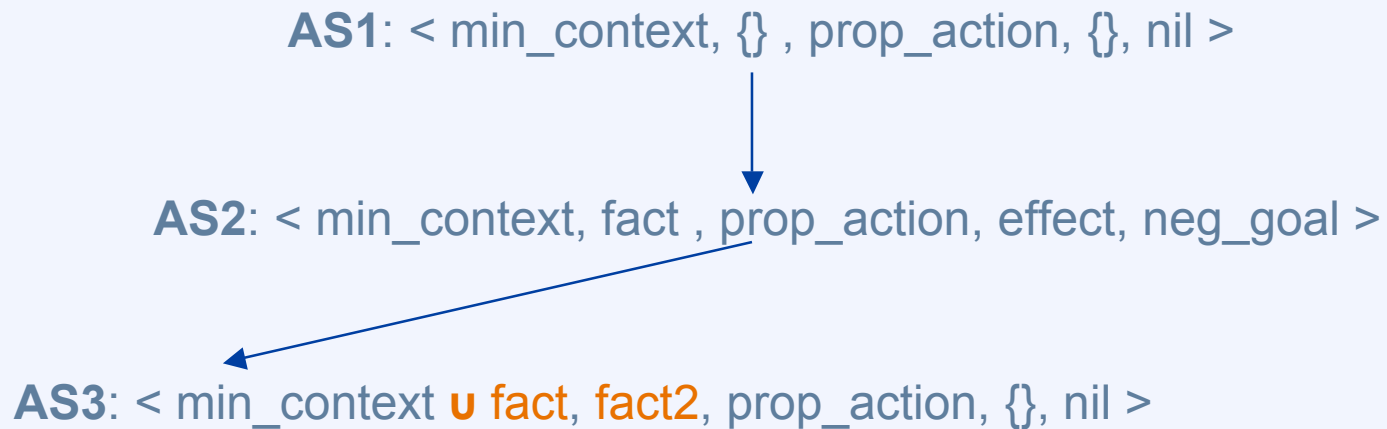 AS1: < min_context, {} , prop_action, {}, nil >
AS2: < min_context, fact , prop_action, effect, neg_goal >
AS3: < min_context ∪ fact, fact2, prop_action, {}, nil >